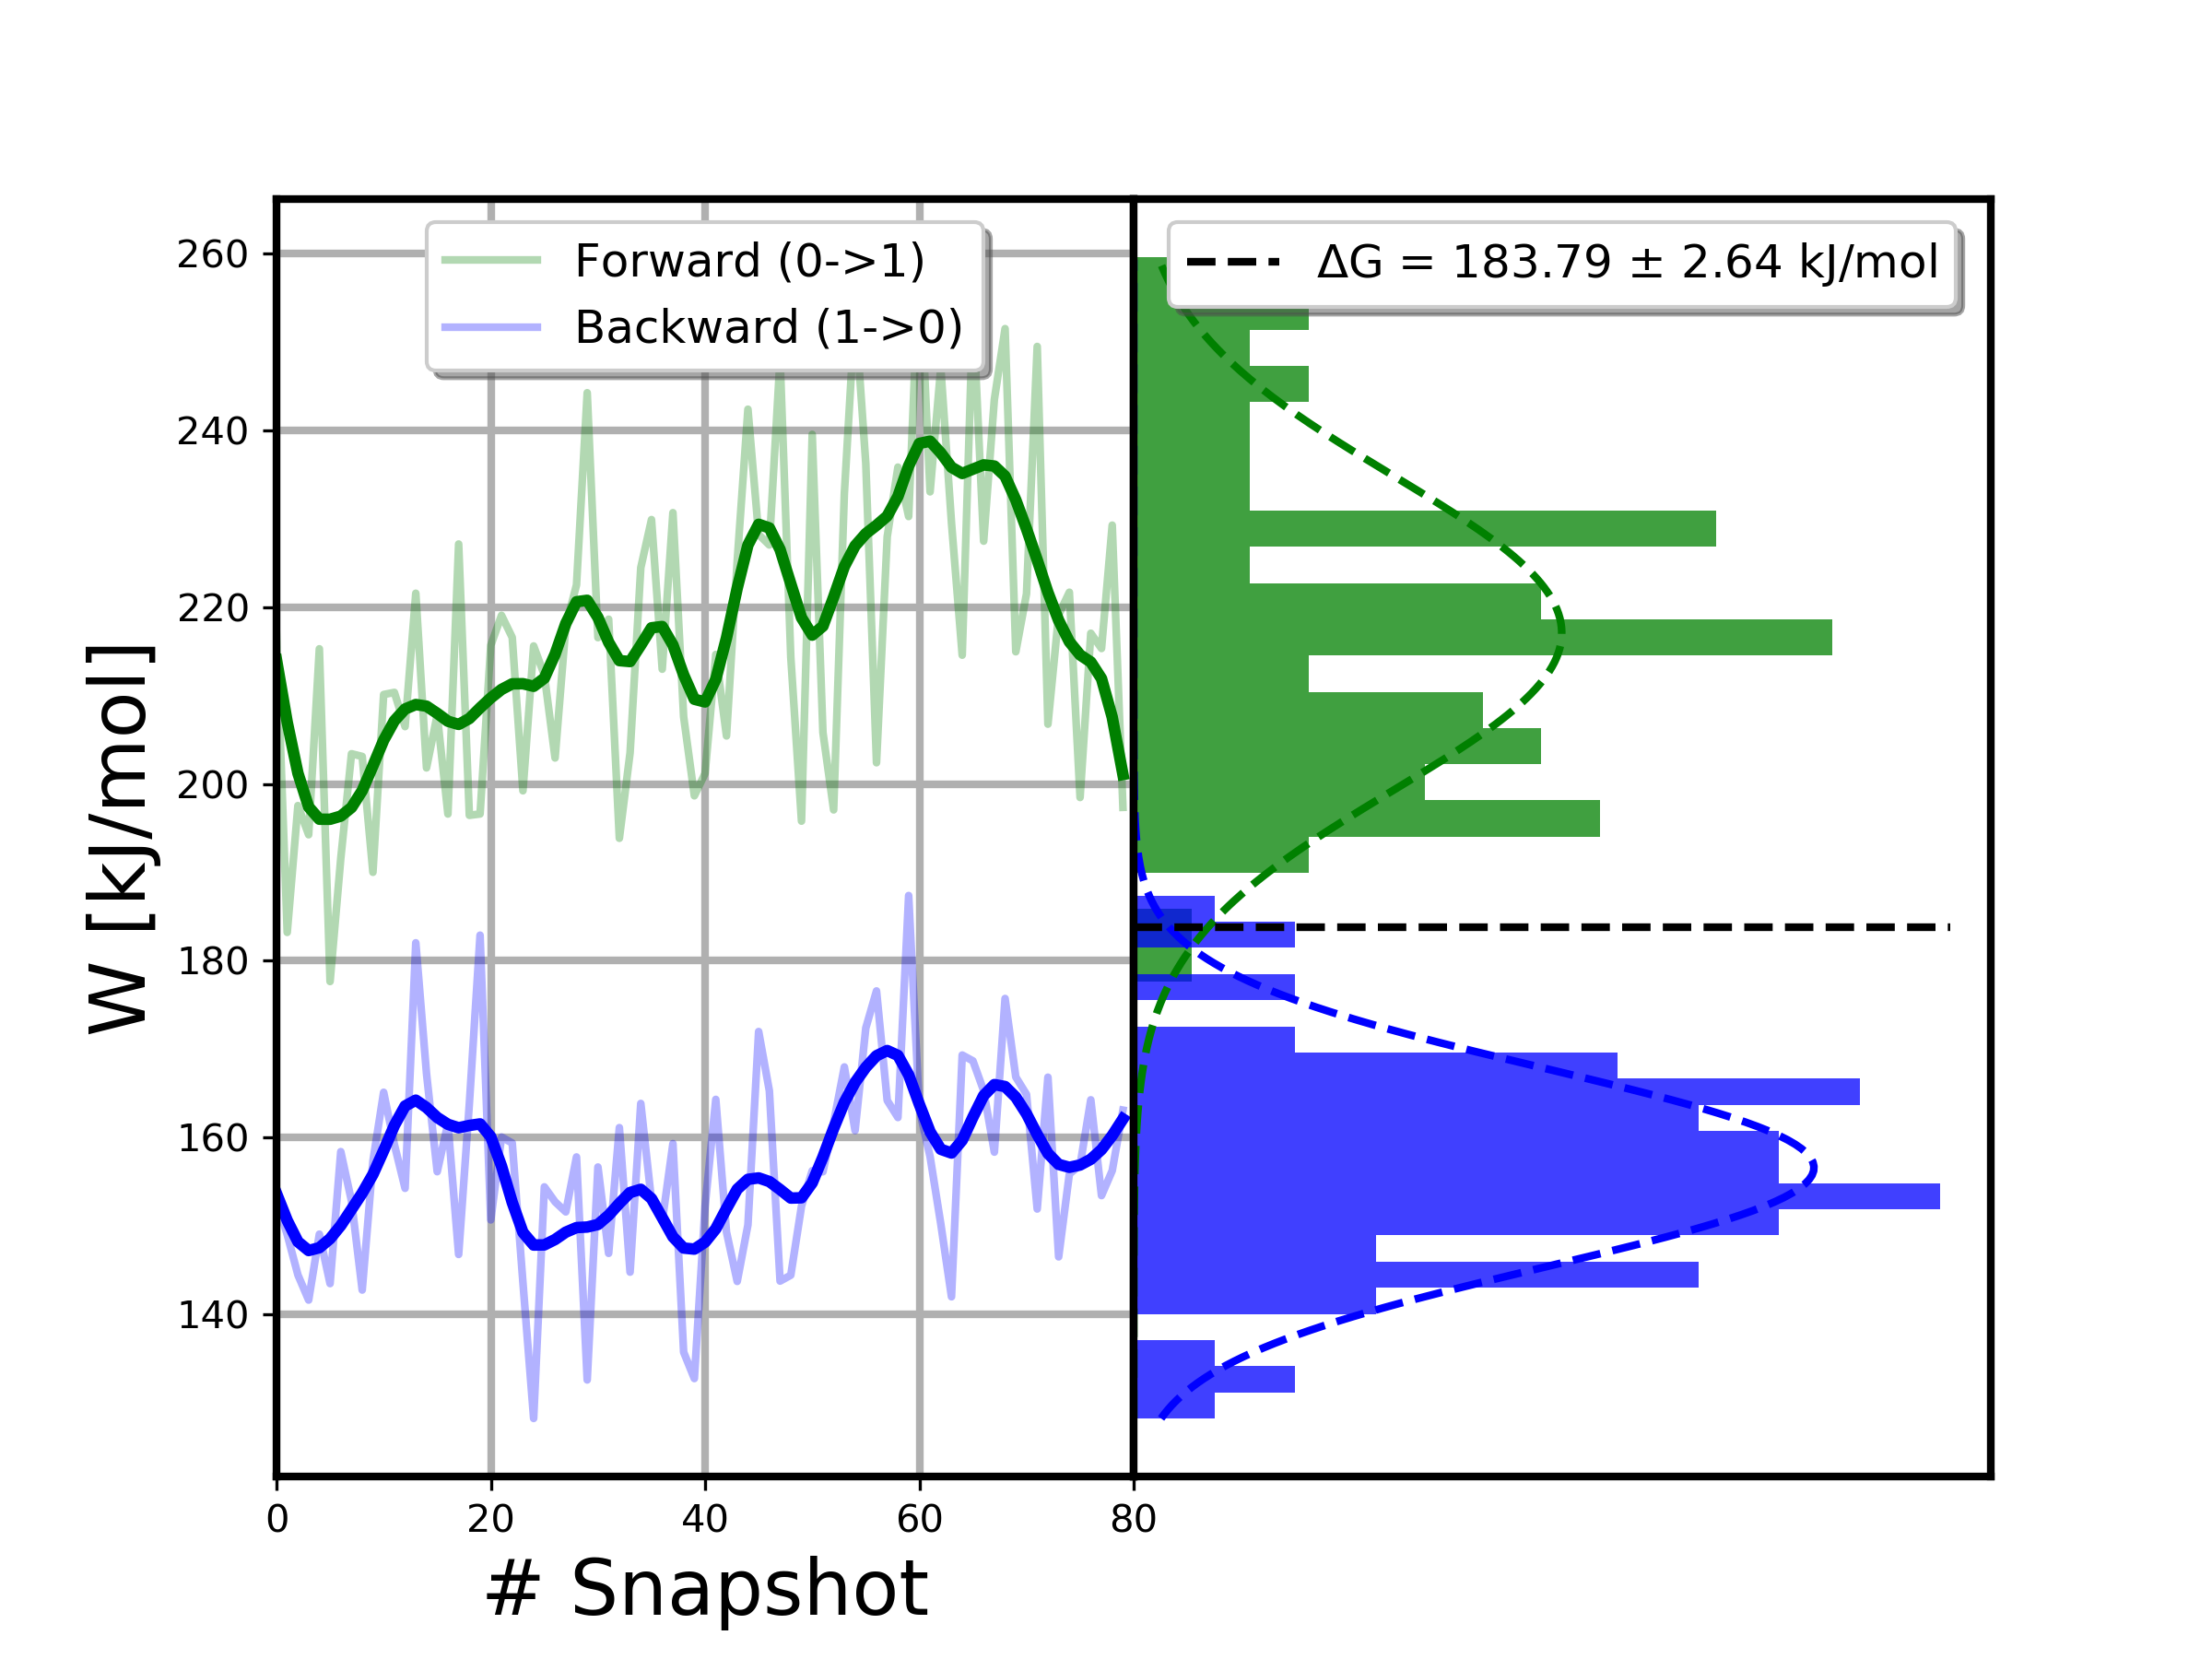 Forward (0->1)
Backward (1->0)
ΔG = 183.79 ± 2.64 kJ/mol
W [kJ/mol]
260
240
220
200
180
160
140
0 20 40 60 80
# Snapshot